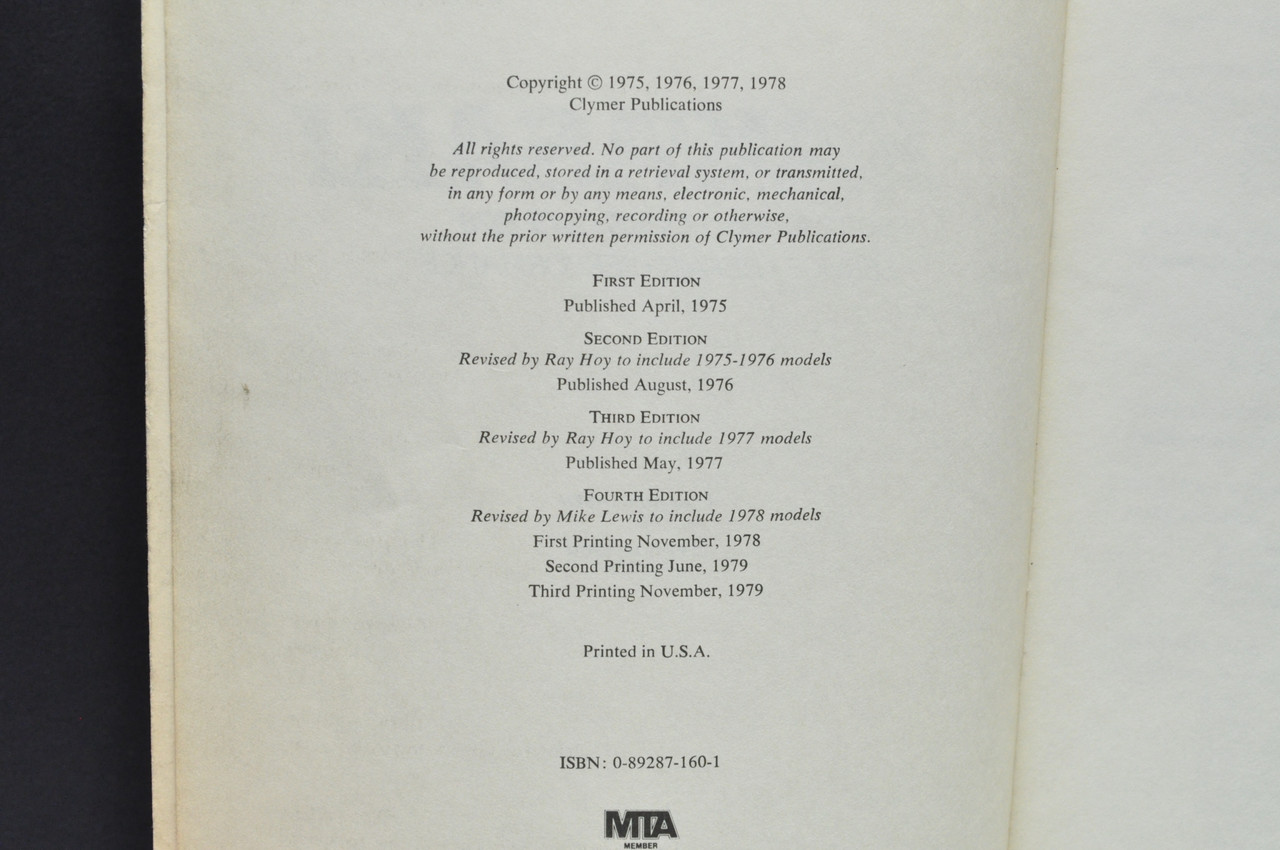 Copyright © 1975, 1976, 1977, 1978
Clymer Publications
All rights reserved. No part of this publication may
be reproduced, stored in a retrieval system, or transmitted,
in any form or by any means, electronic, mechanical,
photocopying, recording or otherwise,
without the prior written permission of Clymer Publications.
FIRST EDITION
Published April, 1975
SECOND EDITION
Revised by Ray Hoy to include 1975-1976 models
Published August, 1976
THIRD EDITION
Revised by Ray Hoy to include 1977 models
Published May, 1977
FOURTH EDITION
Revised by Mike Lewis to include 1978 models
First Printing November, 1978
Second Printing June, 1979
Third Printing November, 1979
Printed in U.S.A.
ISBN: 0-89287-160-1
MTA
MEMBER